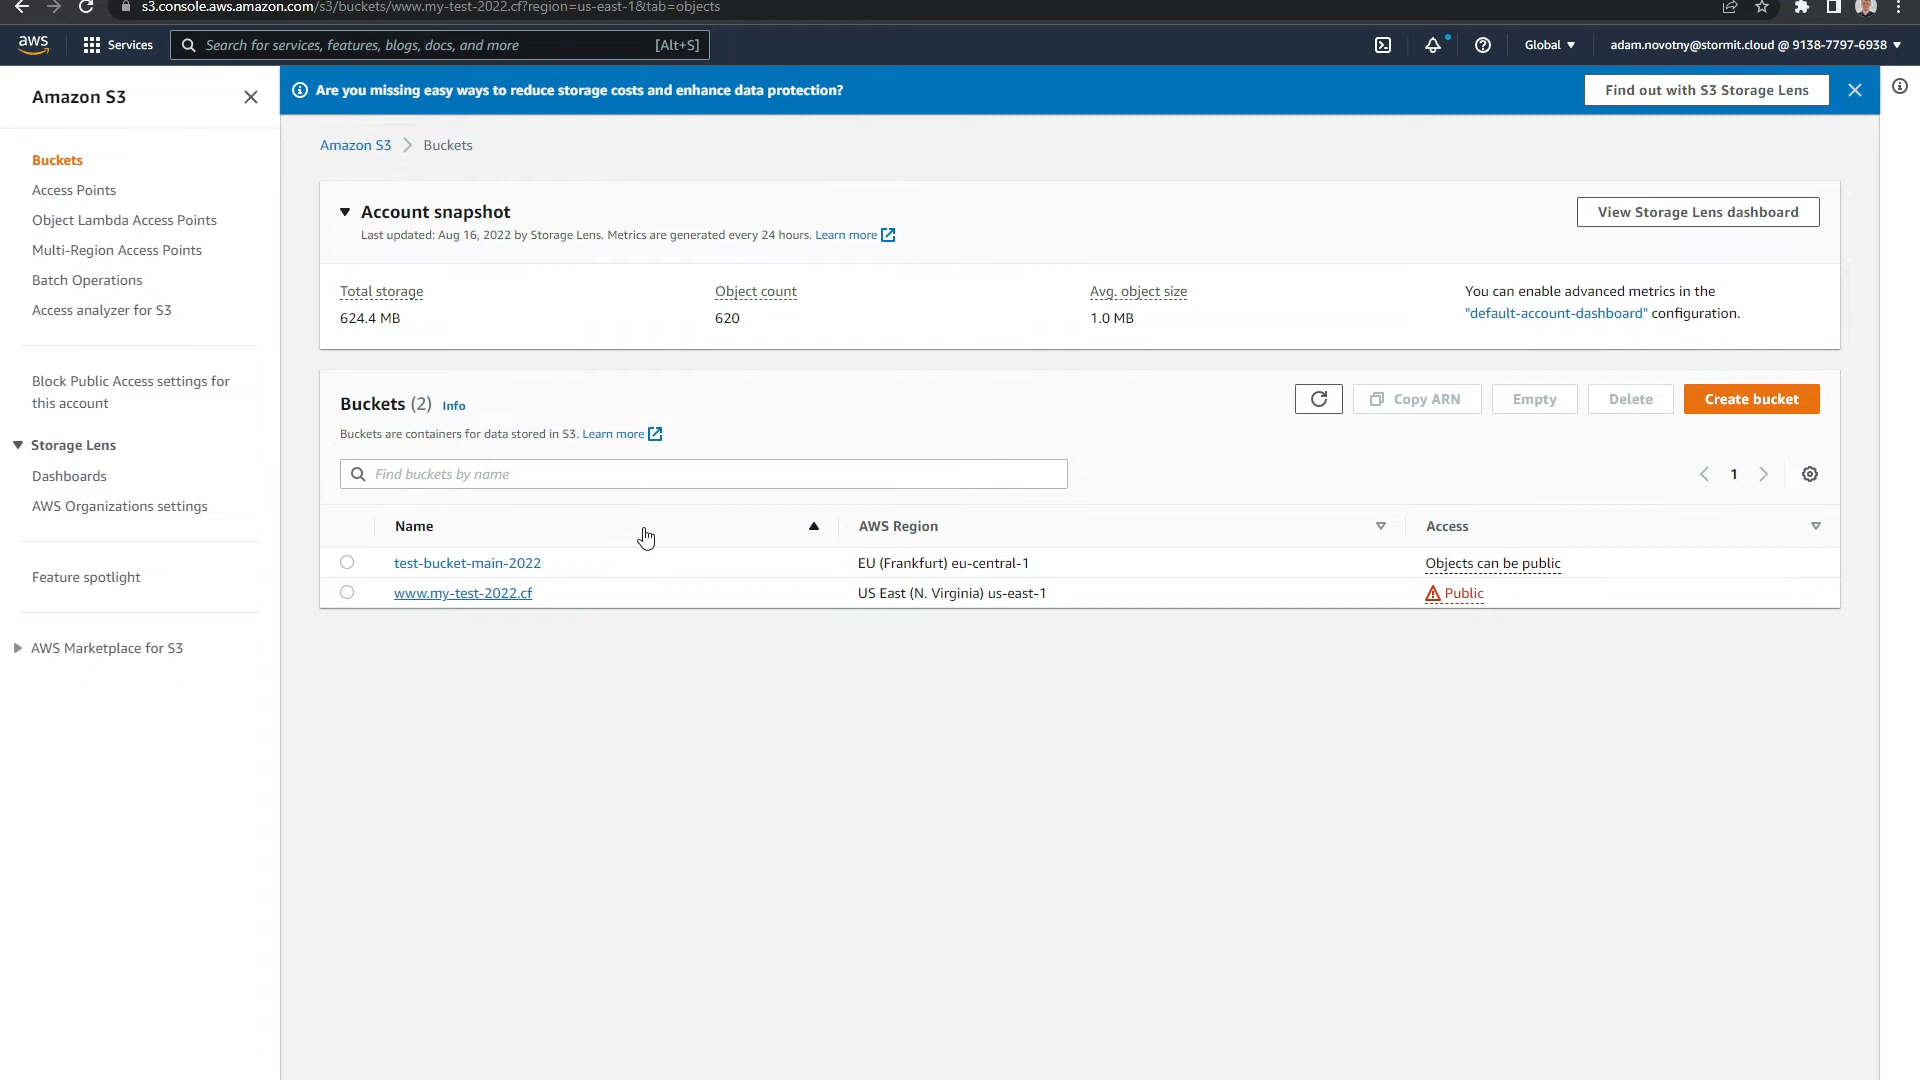 s3.console.aws.amazon.com/s3/buckets/www.my-test-2022.cf?region=us-east-1&tab=objects
aws
Services
Search for services, features, blogs, docs, and more
[Alt+S]
Global
adam.novotny@stormit.cloud @ 9138-7797-6938
Amazon S3
Are you missing easy ways to reduce storage costs and enhance data protection?
Find out with S3 Storage Lens
Buckets
Access Points
Object Lambda Access Points
Multi-Region Access Points
Batch Operations
Access analyzer for S3
Block Public Access settings for
this account
Storage Lens
Dashboards
AWS Organizations settings
Feature spotlight
AWS Marketplace for S3
Amazon S3
Buckets
Account snapshot
View Storage Lens dashboard
Last updated: Aug 16, 2022 by Storage Lens. Metrics are generated every 24 hours. Learn more
Total storage
624.4 MB
Object count
620
Avg. object size
1.0 MB
You can enable advanced metrics in the
"default-account-dashboard" configuration.
Buckets (2) Info
Copy ARN
Empty
Delete
Create bucket
Buckets are containers for data stored in S3. Learn more
Find buckets by name
1
Name
AWS Region
Access
test-bucket-main-2022
EU (Frankfurt) eu-central-1
Objects can be public
www.my-test-2022.cf
US East (N. Virginia) us-east-1
Public